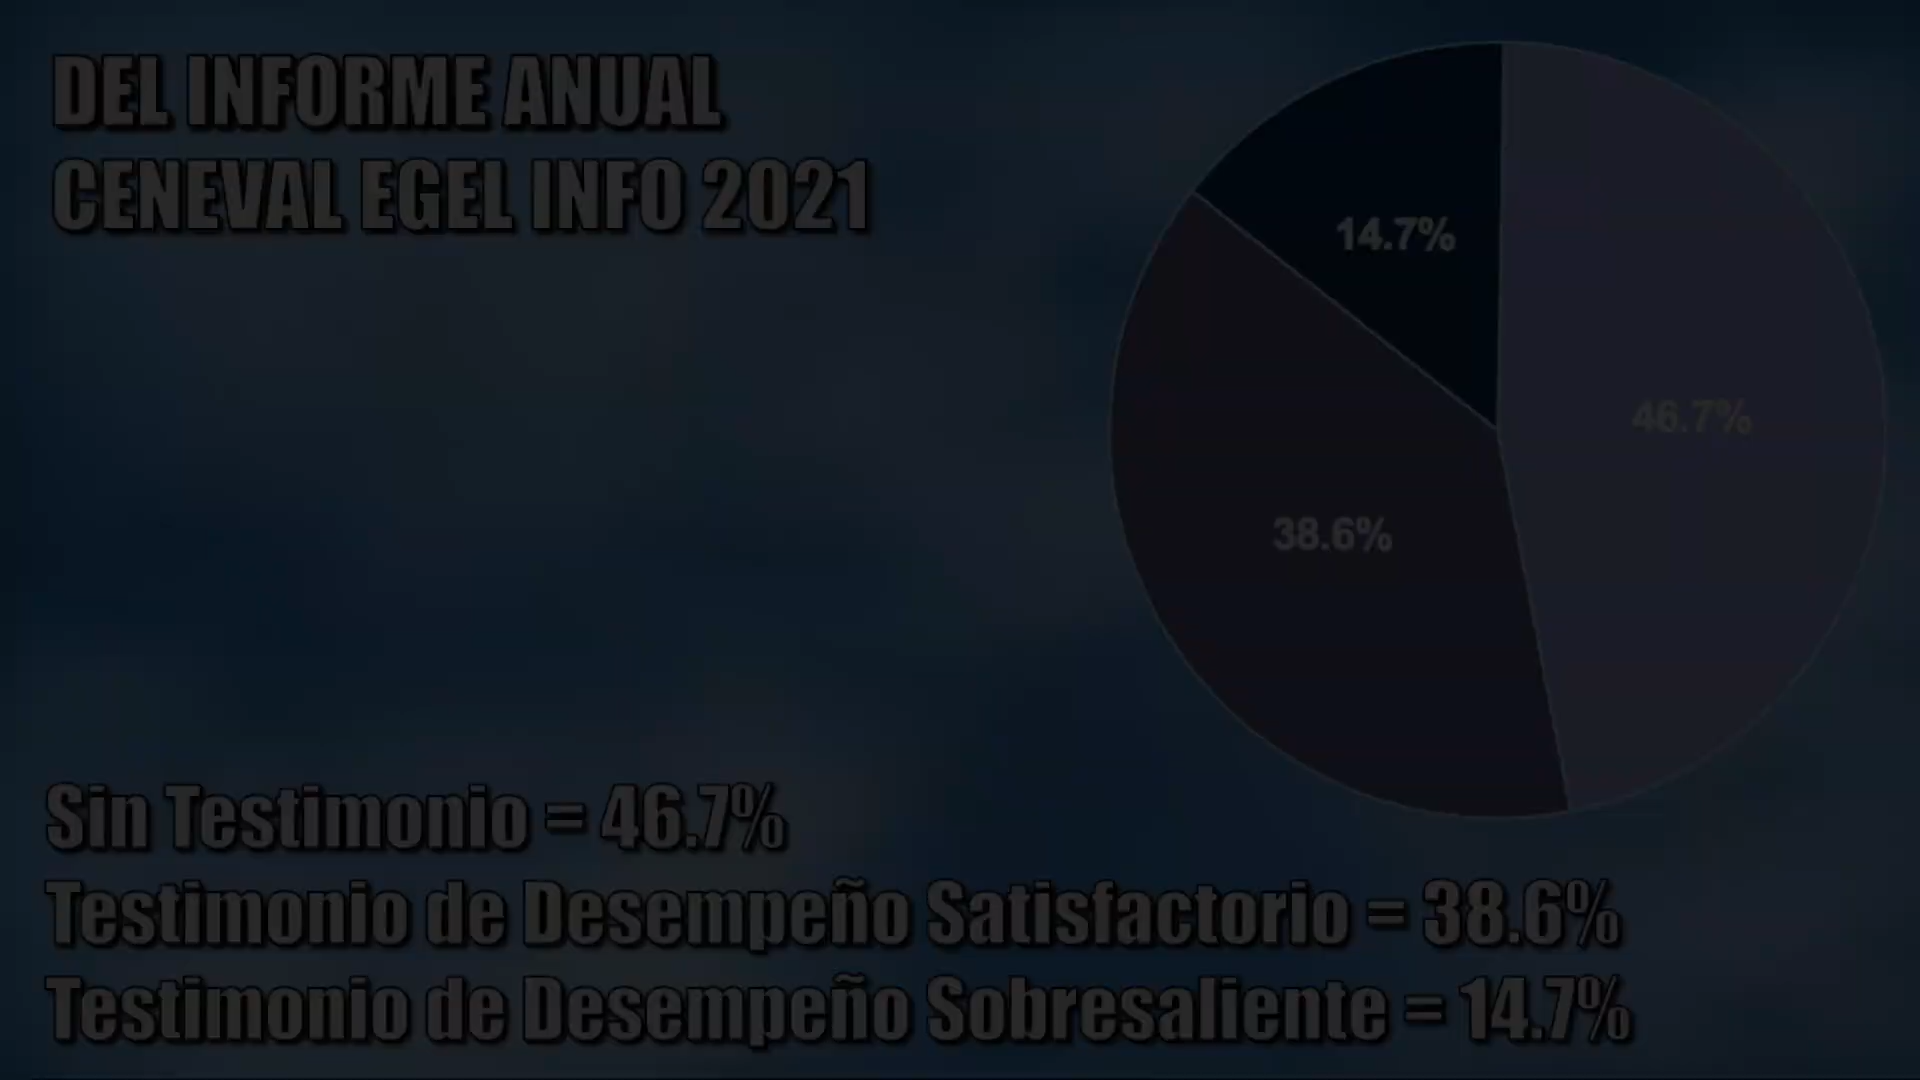 DEL INFORME ANUAL
CENEVAL EGEL INFO 2021
14.7%
46.7%
38.6%
Sin Testimonio = 46.7%
Testimonio de Desempeño Satisfactorio = 38.6%
Testimonio de Desempeño Sobresaliente = 14.7%